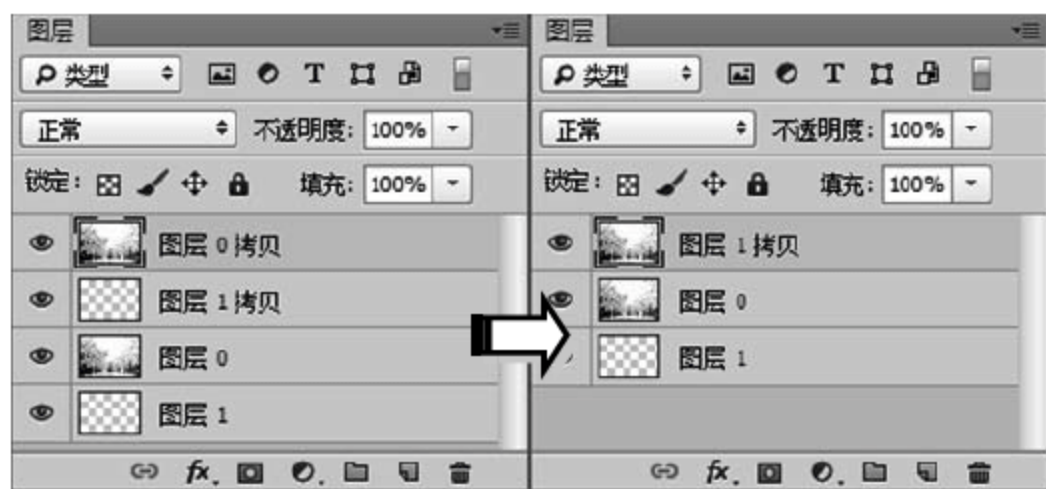 图层
类型
正常 不透明度: 100%
锁定: 填充: 100%
图层 0 拷贝
图层 1 拷贝
图层 0
图层 1
fx.
图层
类型
正常 不透明度: 100%
锁定: 填充: 100%
图层 1 拷贝
图层 0
图层 1
fx.